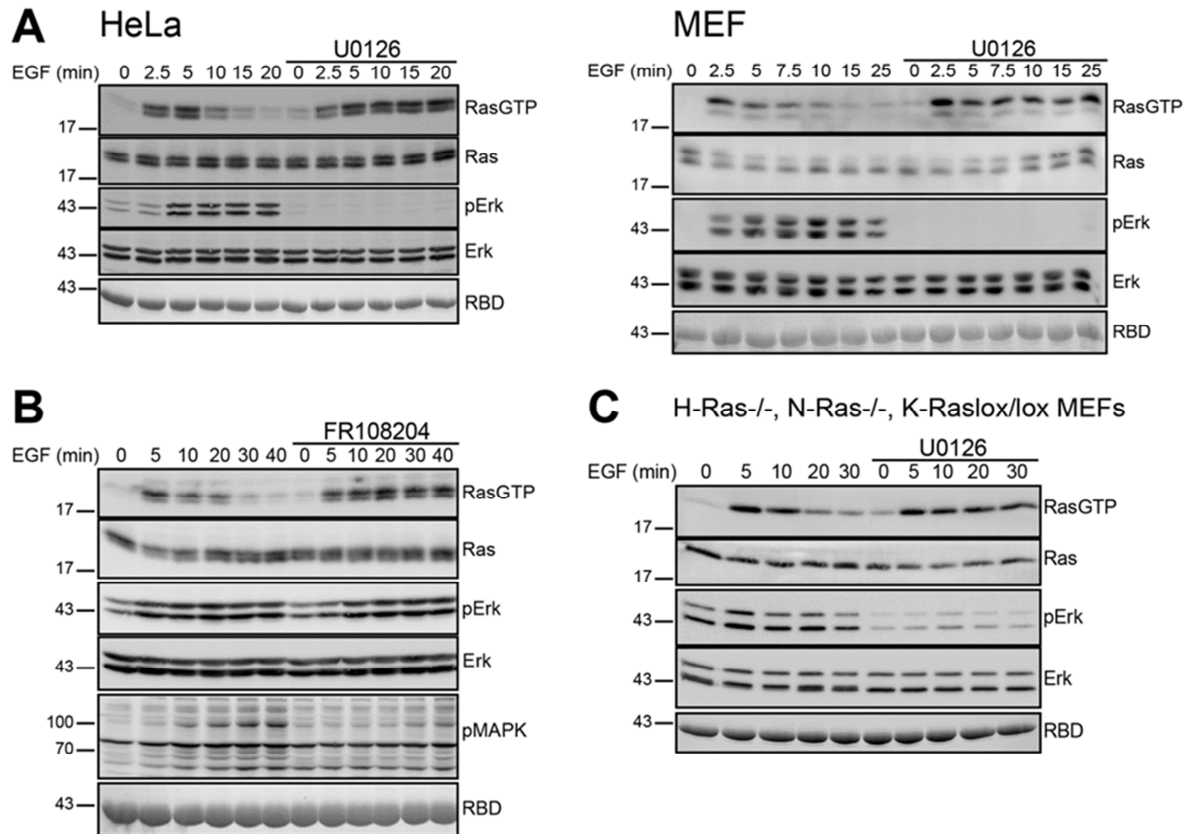 A HeLa
U0126
EGF (min) 0 2.5 5 10 15 20 0 2.5 5 10 15 20
RasGTP
17
Ras
17
pErk
43
Erk
43
43
RBD
MEF
U0126
EGF (min) 0 2.5 5 7.5 10 15 25 0 2.5 5 7.5 10 15 25
RasGTP
17
Ras
17
pErk
43
Erk
43
43 RBD
B
FR108204
EGF (min) 0 5 10 20 30 40 0 5 10 20 30 40
RasGTP
17
Ras
17
43 pErk
Erk
43
100 pMAPK
70
43 RBD
C H-Ras-/-, N-Ras-/-, K-Raslox/lox MEFs
U0126
EGF (min) 0 5 10 20 30 0 5 10 20 30
RasGTP
17
Ras
17
43 pErk
43 Erk
43
RBD